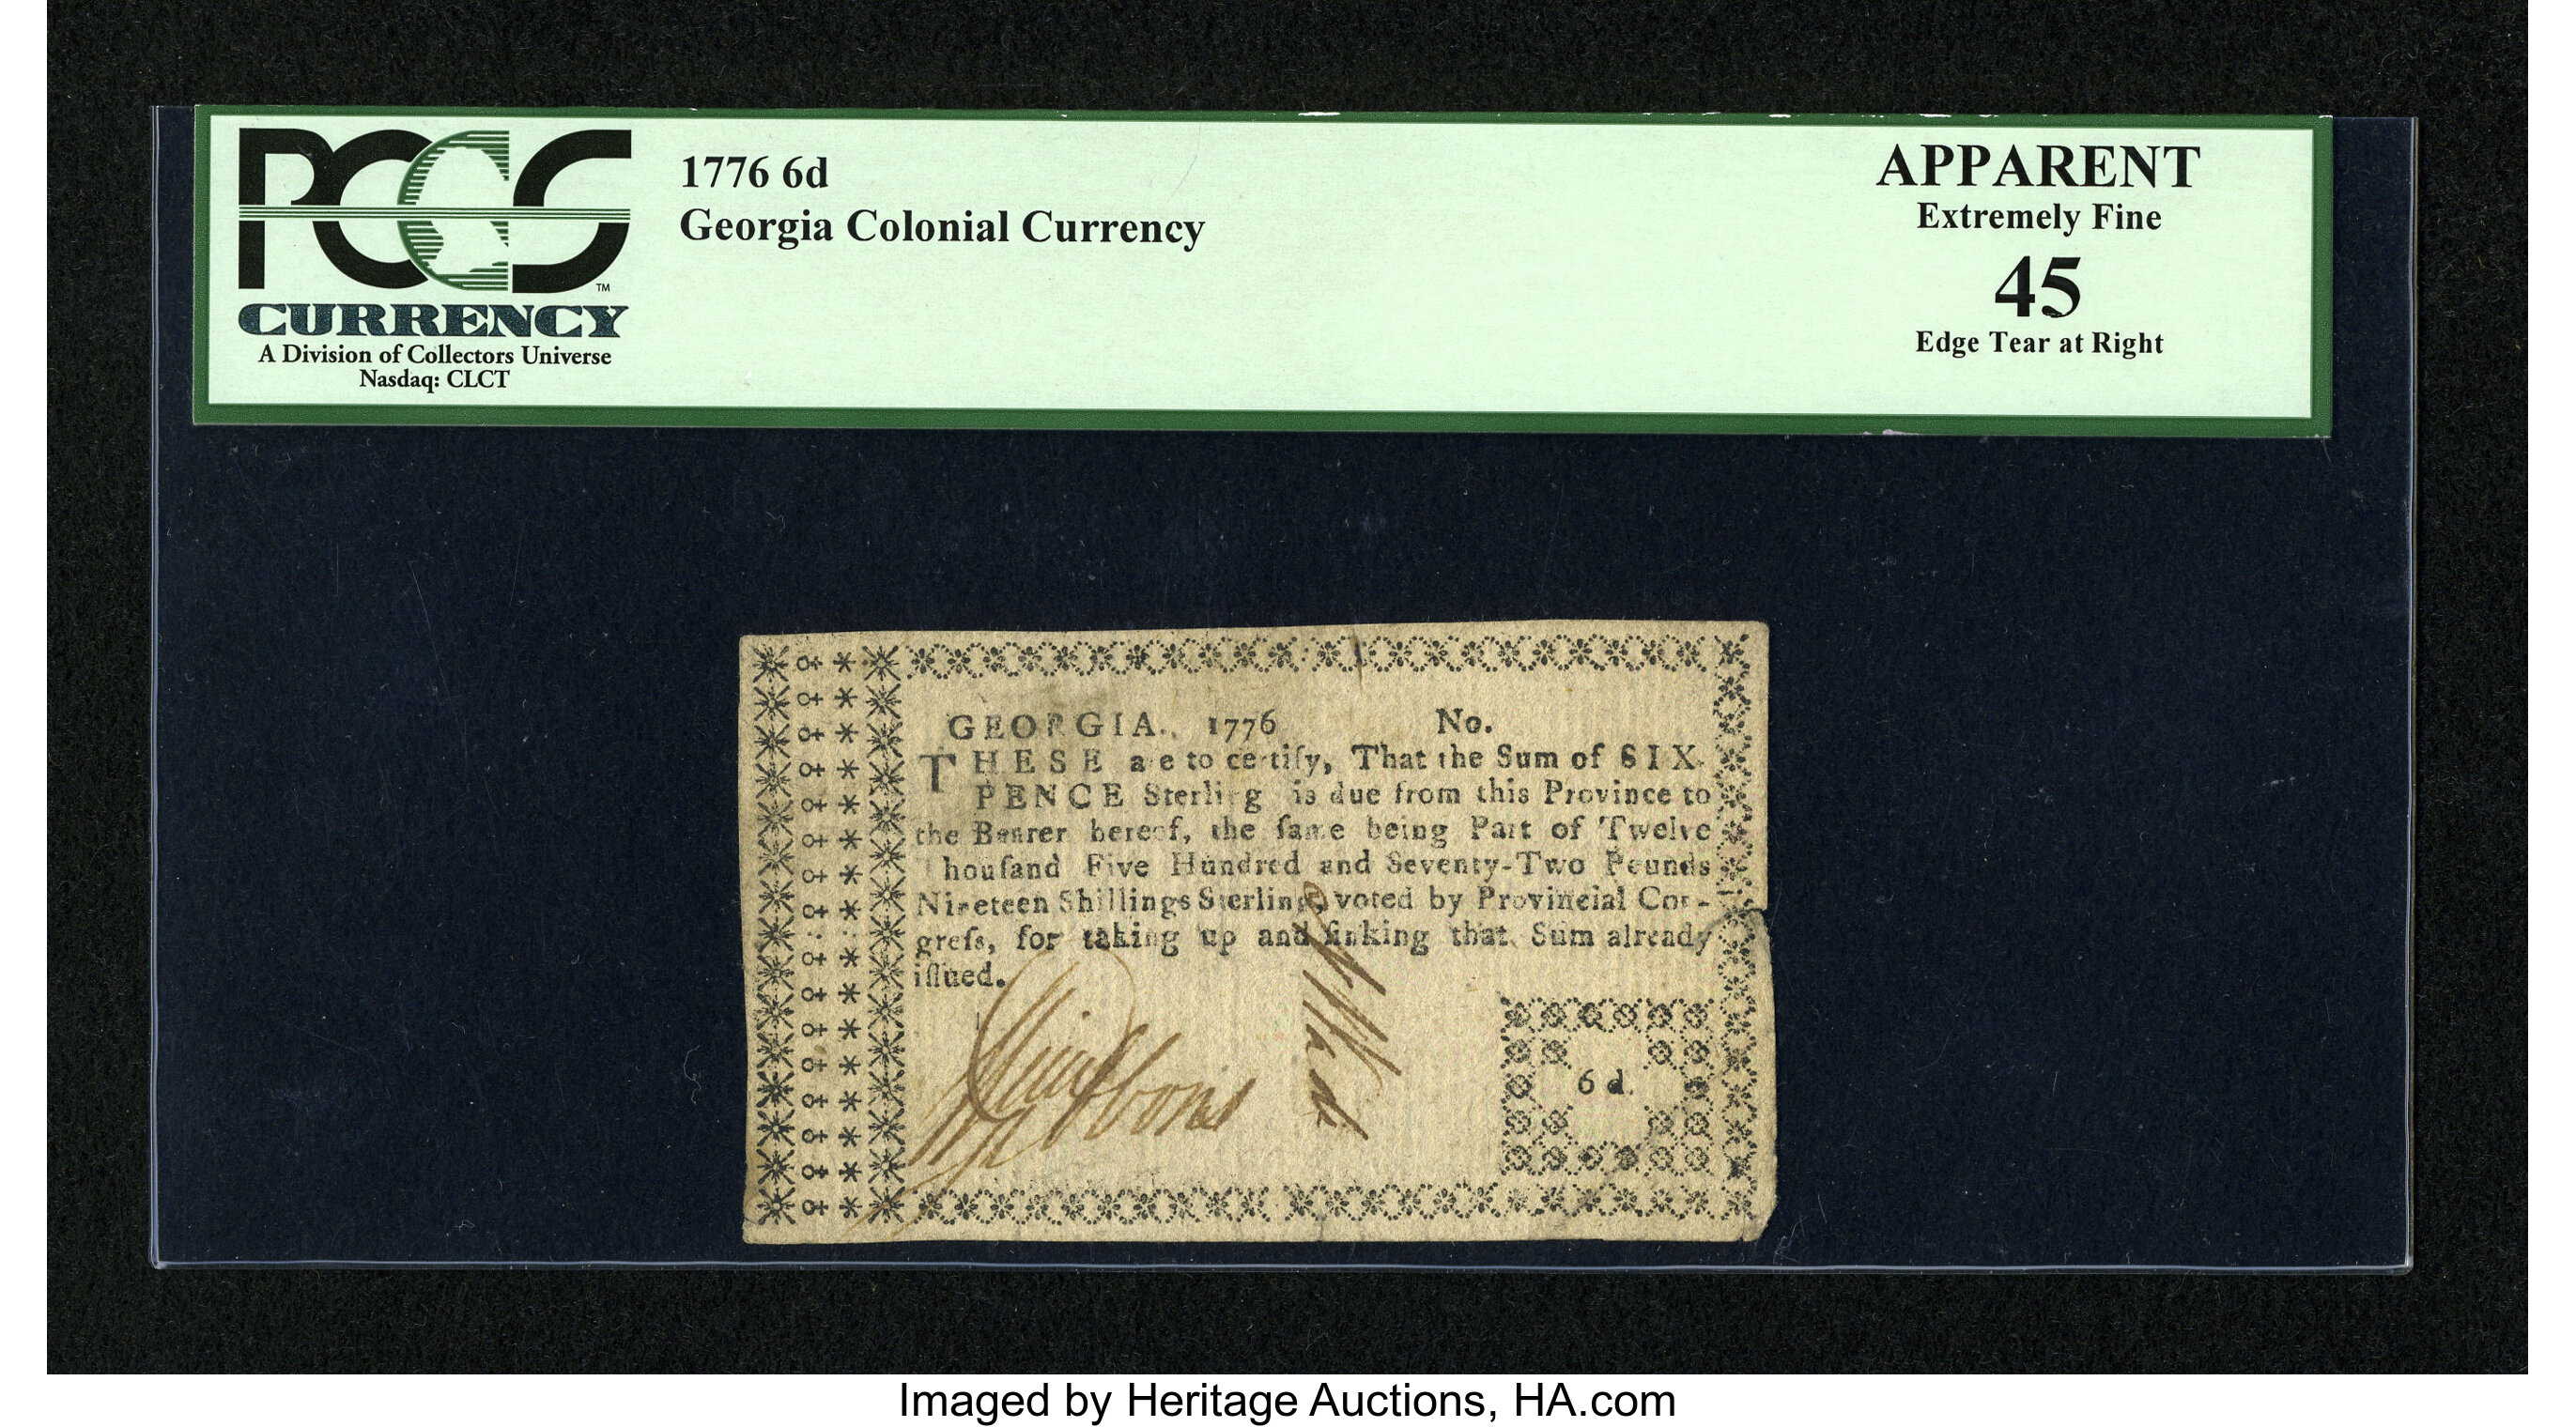 PCGS
TM
CURRENCY
A Division of Collectors Universe
Nasdaq: CLCT
1776 6d
Georgia Colonial Currency
APPARENT
Extremely Fine
45
Edge Tear at Right
GEORGIA., 1776 No.
THESE are to certify, That the Sum of SIX
PENCE Sterling is due from this Province to
the Bearer hereof, the ſame being Part of Twelve
Thouſand Five Hundred and Seventy-Two Pounds
Nineteen Shillings Sterling, voted by Provincial Con-
greſs, for taking up and ſinking that Sum already
iſſued.
Wm Gibbons
6 d.
Imaged by Heritage Auctions, HA.com